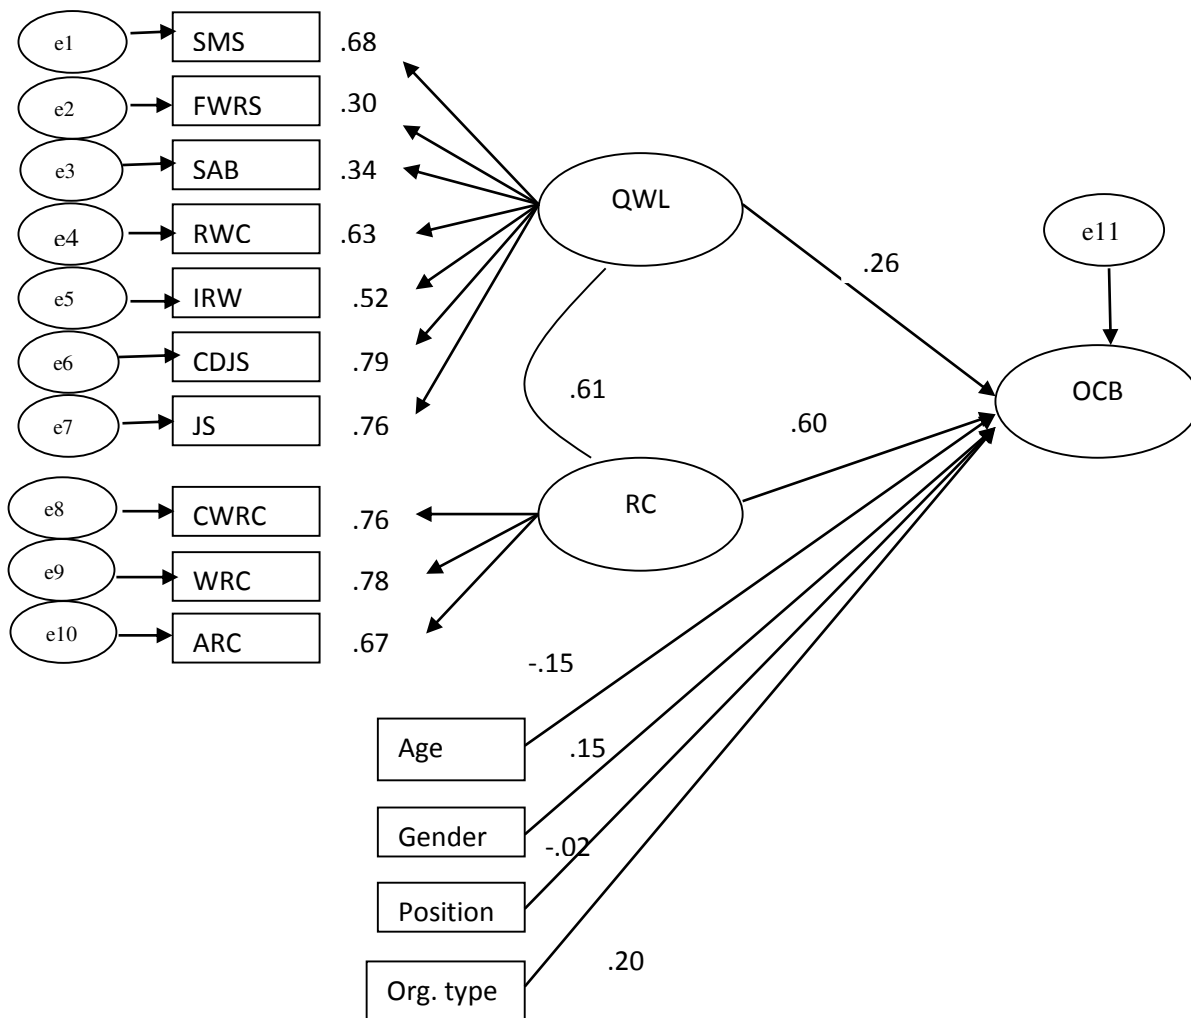 e1 SMS .68
e2 FWRS .30
e3 SAB .34
QWL
e4 RWC .63
e11
.26
e5 IRW .52
e6 CDJS .79
.61
OCB
e7 JS .76
.60
e8 CWRC .76
RC
e9 WRC .78
e10 ARC .67
-.15
Age .15
Gender -.02
Position
.20
Org. type